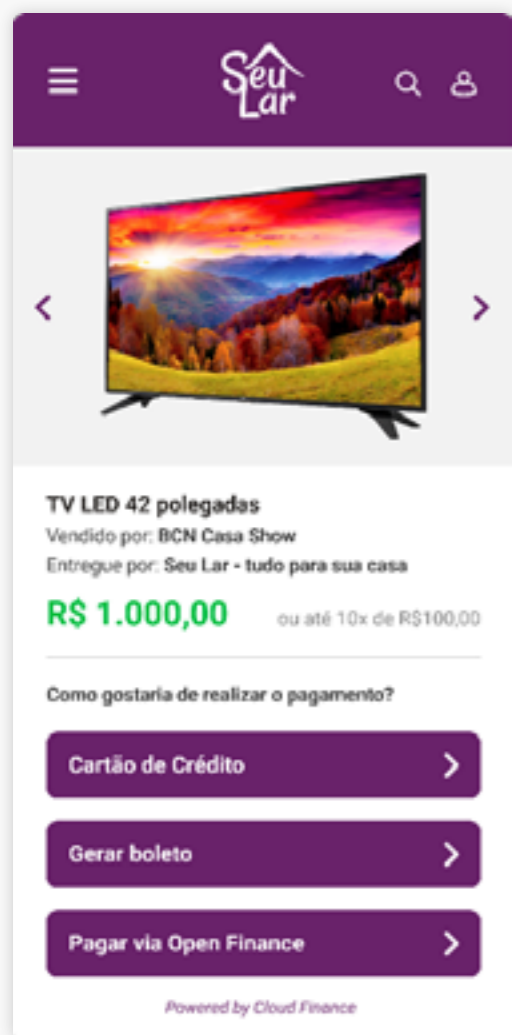 Seu
Lar
TV LED 42 polegadas
Vendido por: BCN Casa Show
Entregue por: Seu Lar - tudo para sua casa
R$ 1.000,00 ou até 10x de R$100,00
Como gostaria de realizar o pagamento?
Cartão de Crédito
Gerar boleto
Pagar via Open Finance
Powered by Cloud Finance